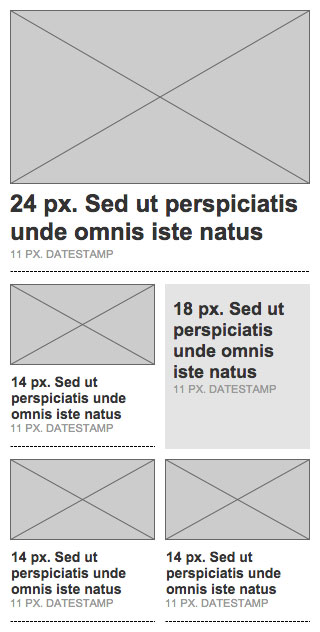 24 px. Sed ut perspiciatis
unde omnis iste natus
11 PX. DATESTAMP
14 px. Sed ut
perspiciatis unde
omnis iste natus
11 PX. DATESTAMP
18 px. Sed ut
perspiciatis
unde omnis
iste natus
11 PX. DATESTAMP
14 px. Sed ut
perspiciatis unde
omnis iste natus
11 PX. DATESTAMP
14 px. Sed ut
perspiciatis unde
omnis iste natus
11 PX. DATESTAMP